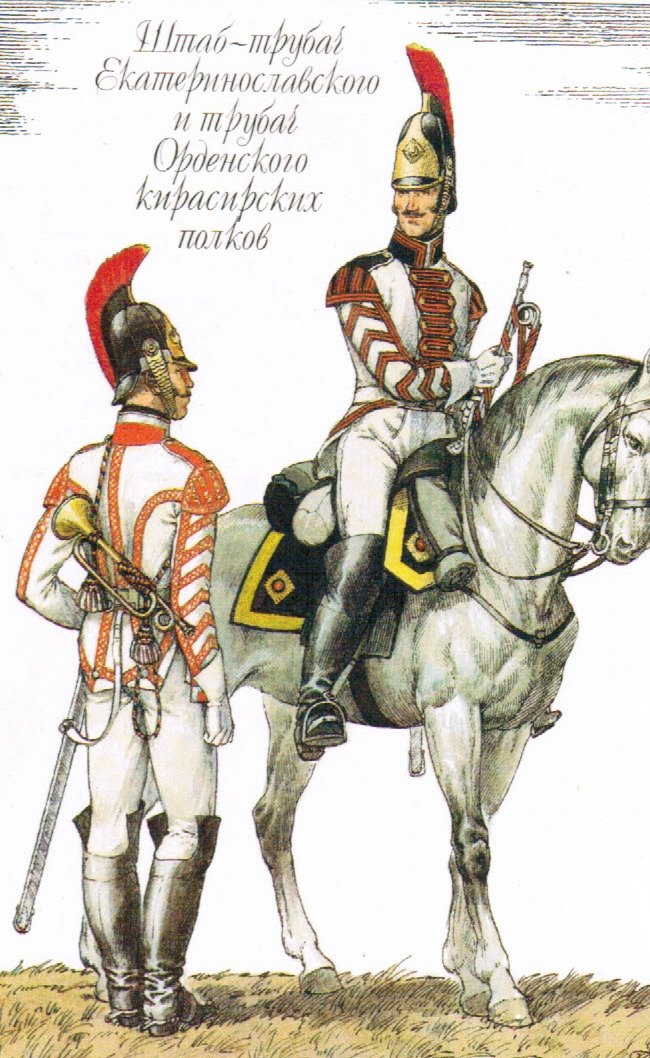 Штаб-трубач
Екатеринославского
и трубач
Орденского
кирасирских
полков